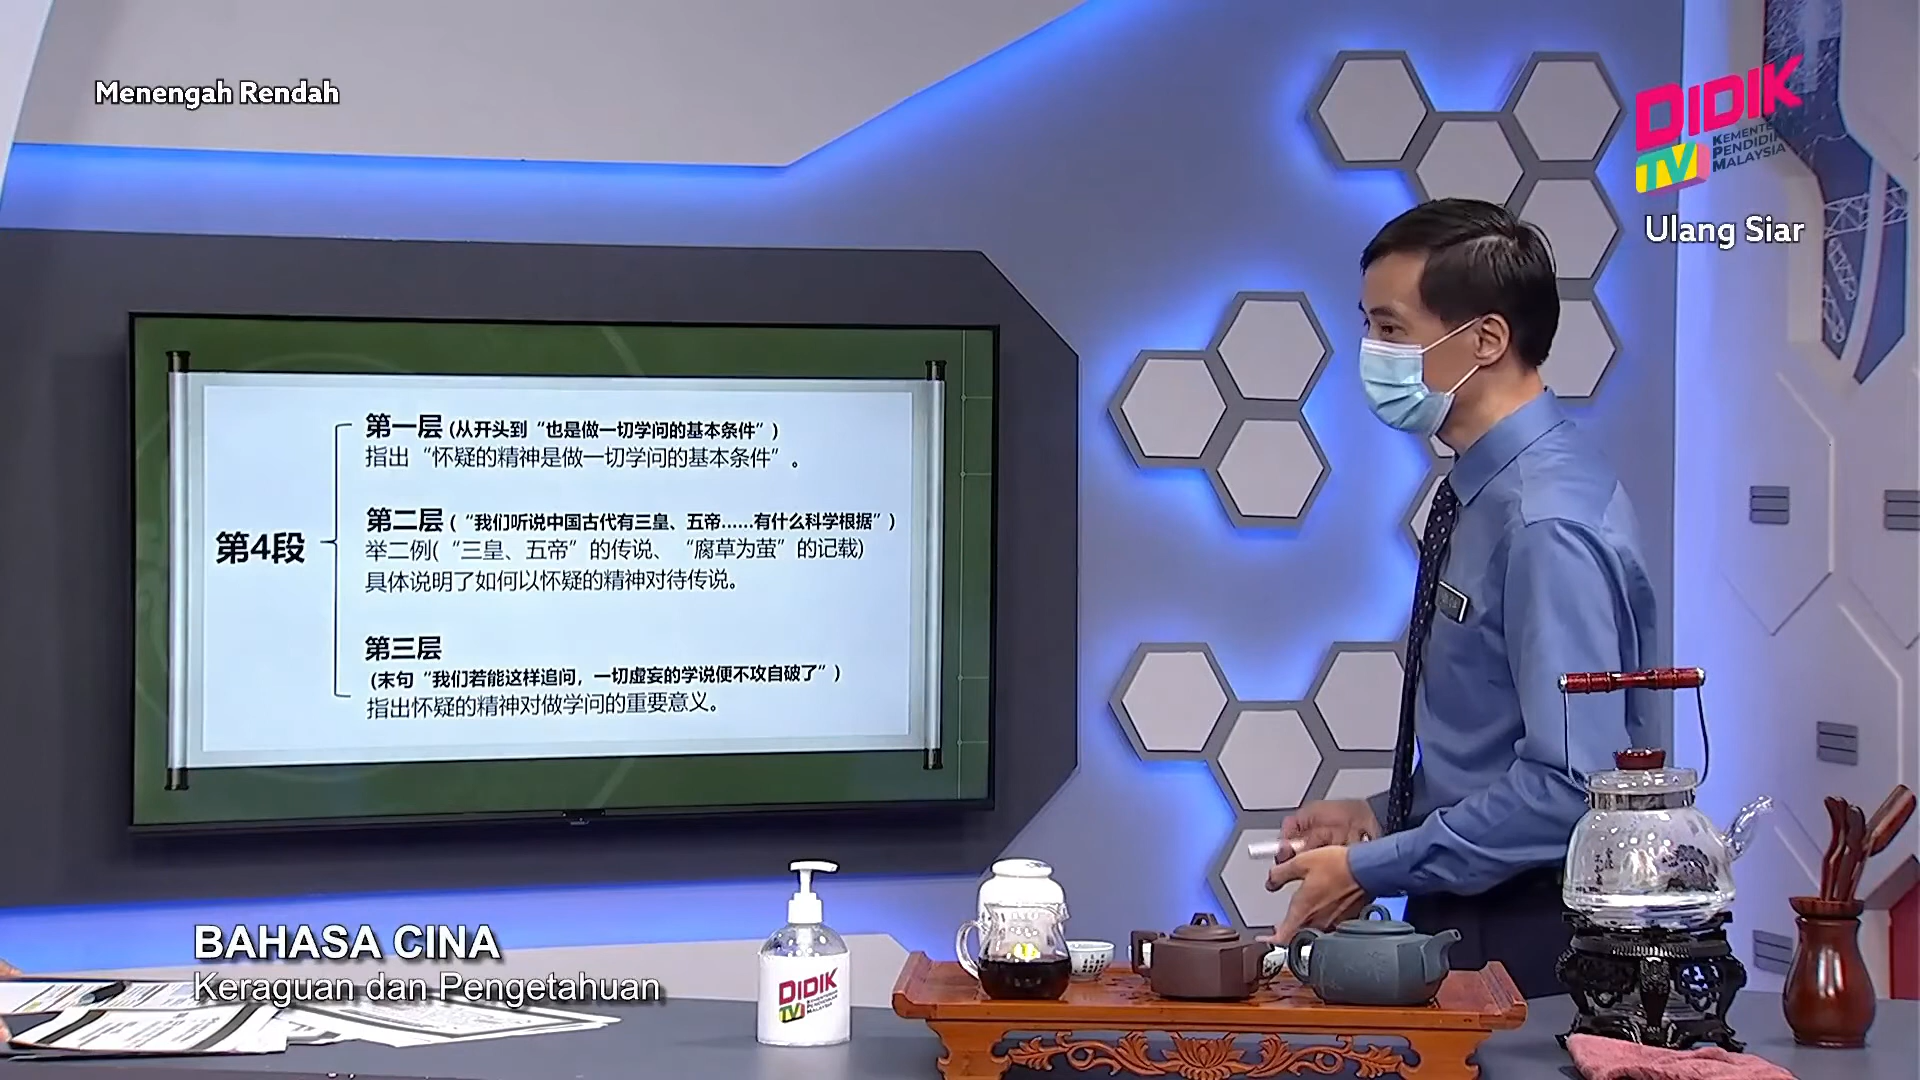 Menengah Rendah
DIDIK
TV
KEMENTE
PENDIDI
MALAYSIA
Ulang Siar
第4段
第一层 (从开头到“也是做一切学问的基本条件”)
指出“怀疑的精神是做一切学问的基本条件”。
第二层 (“我们听说中国古代有三皇、五帝……有什么科学根据”)
举二例(“三皇、五帝”的传说、“腐草为萤”的记载)
具体说明了如何以怀疑的精神对待传说。
第三层
(末句“我们若能这样追问，一切虚妄的学说便不攻自破了”)
指出怀疑的精神对做学问的重要意义。
BAHASA CINA
Keraguan dan Pengetahuan
DIDIK
TV